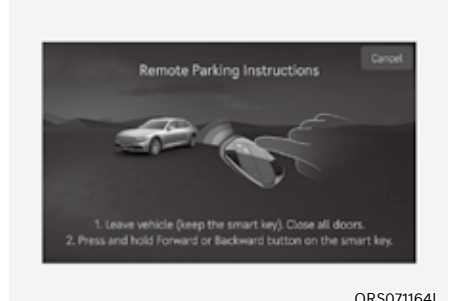 Cancel
Remote Parking Instructions
1. Leave vehicle (keep the smart key). Close all doors.
2. Press and hold Forward or Backward button on the smart key.